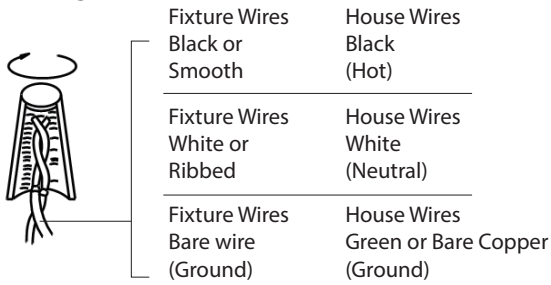 Fixture Wires House Wires
Black or Black
Smooth (Hot)
Fixture Wires House Wires
White or White
Ribbed (Neutral)
Fixture Wires House Wires
Bare wire Green or Bare Copper
(Ground) (Ground)